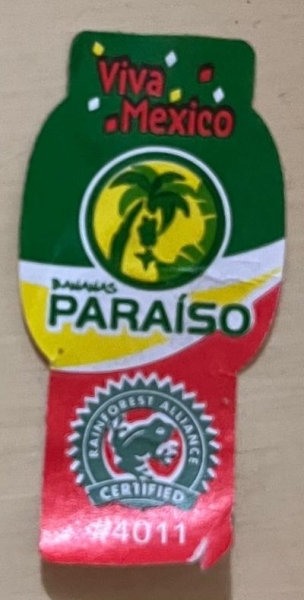 Viva
Mexico
BANANAS
PARAÍSO
RAINFOREST ALLIANCE
CERTIFIED
#4011